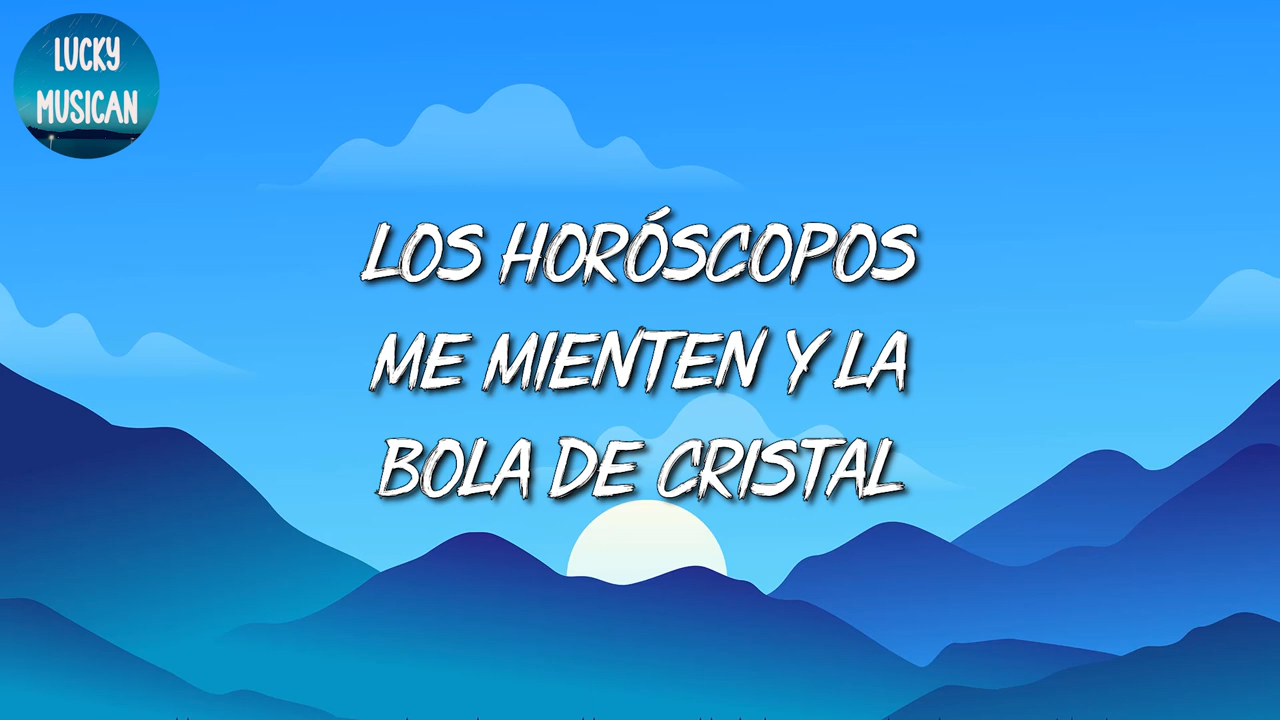 LUCKY
MUSICAN
LOS HORÓSCOPOS
ME MIENTEN Y LA
BOLA DE CRISTAL